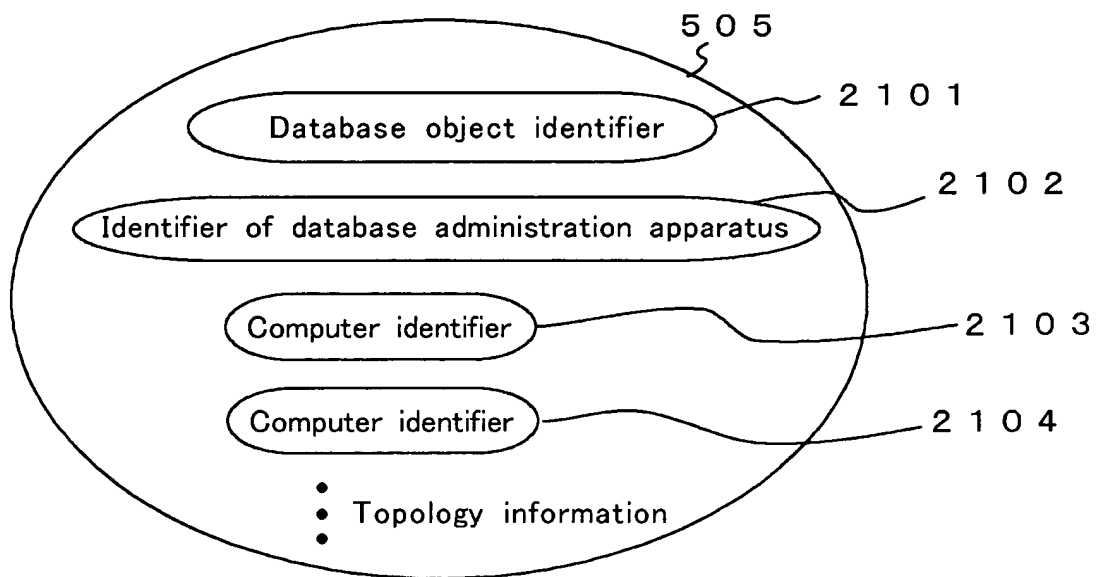 505
Database object identifier
2101
Identifier of database administration apparatus
2102
Computer identifier
2103
Computer identifier
2104
Topology information